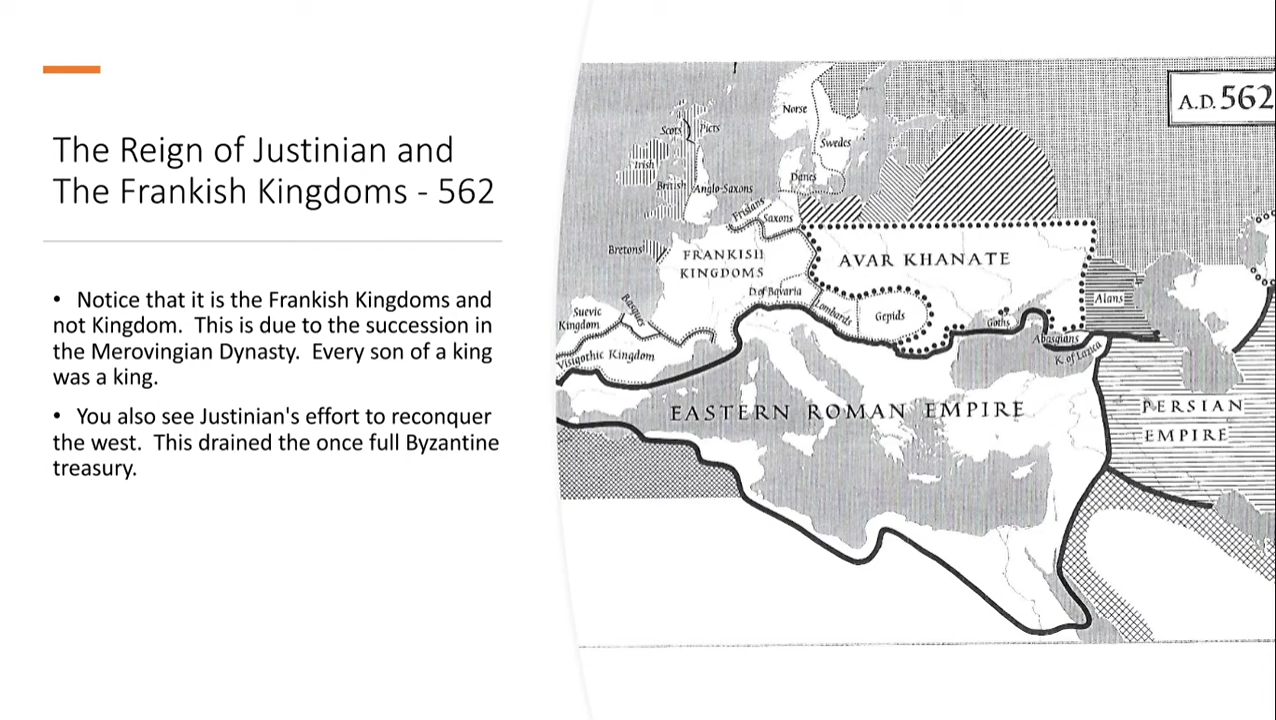 The Reign of Justinian and
The Frankish Kingdoms - 562
• Notice that it is the Frankish Kingdoms and
not Kingdom. This is due to the succession in
the Merovingian Dynasty. Every son of a king
was a king.
• You also see Justinian's effort to reconquer
the west. This drained the once full Byzantine
treasury.
A.D. 562
Norse
Scots
Picts
Swedes
Irish
Danes
British
Anglo-Saxons
Frisians
Saxons
Bretons
FRANKISH
KINGDOMS
AVAR KHANATE
D of Bavaria
Alans
Basques
Suevic
Kingdom
Lombards
Gepids
Goths
Abasgians
K of Lazica
Visigothic Kingdom
EASTERN ROMAN EMPIRE
PERSIAN
EMPIRE